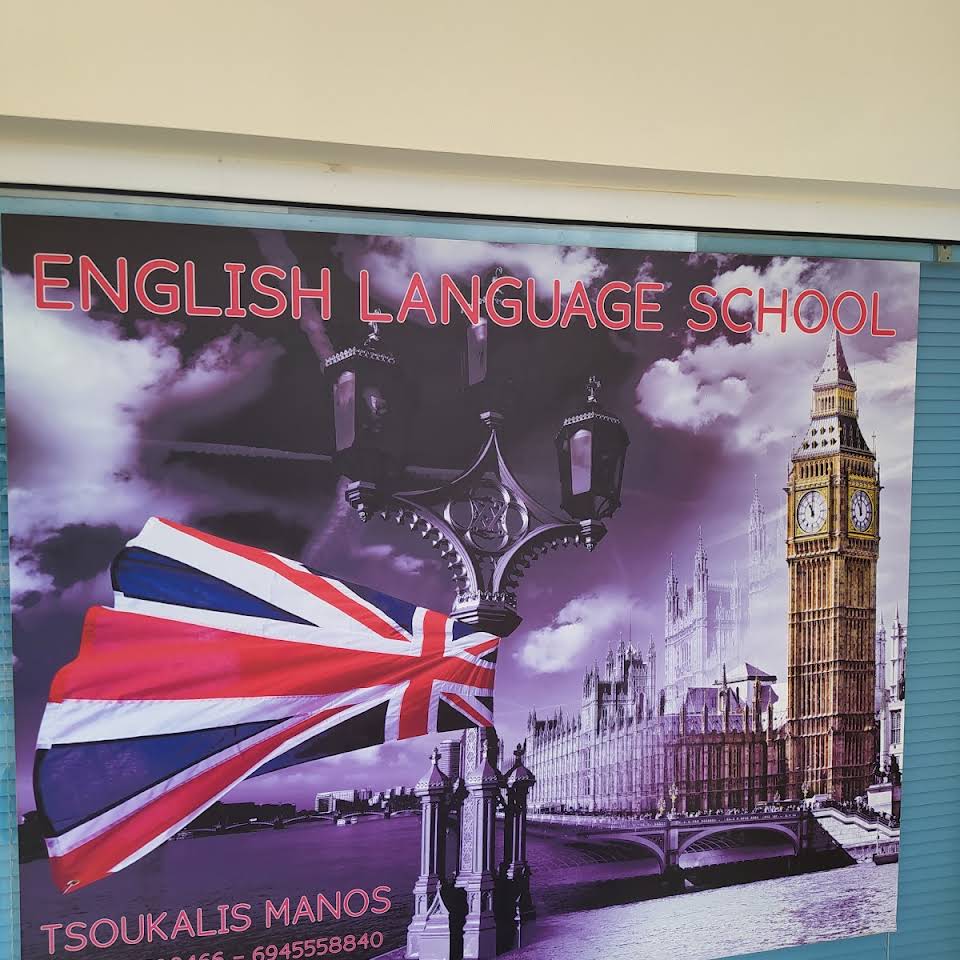 ENGLISH LANGUAGE SCHOOL
TSOUKALIS MANOS
- 6945558840